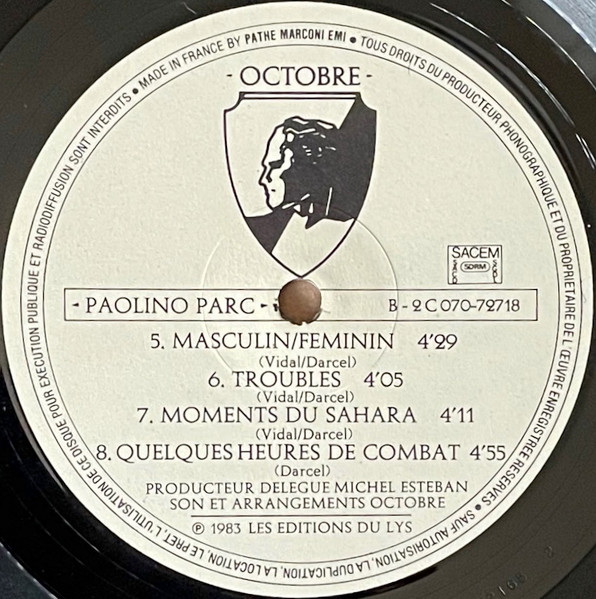 MADE IN FRANCE BY PATHE MARCONI EMI • TOUS DROITS DU PRODUCTEUR PHONOGRAPHIQUE ET DU PROPRIETAIRE DE L'ŒUVRE ENREGISTREE RESERVES • SAUF AUTORISATION, LA DUPLICATION, LA LOCATION, LE PRET, L'UTILISATION DE CE DISQUE POUR EXECUTION PUBLIQUE ET RADIODIFFUSION SONT INTERDITS •
- OCTOBRE -
SACEM
SDRM
- PAOLINO PARC - B - 2 C 070-72718
5. MASCULIN/FEMININ 4'29
(Vidal/Darcel)
6. TROUBLES 4'05
(Vidal/Darcel)
7. MOMENTS DU SAHARA 4'11
(Vidal/Darcel)
8. QUELQUES HEURES DE COMBAT 4'55
(Darcel)
PRODUCTEUR DELEGUE MICHEL ESTEBAN
SON ET ARRANGEMENTS OCTOBRE
℗ 1983 LES EDITIONS DU LYS